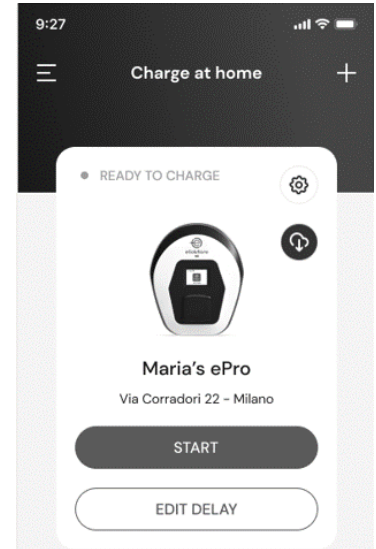 9:27
Charge at home
READY TO CHARGE
Maria's ePro
Via Corradori 22 – Milano
START
EDIT DELAY